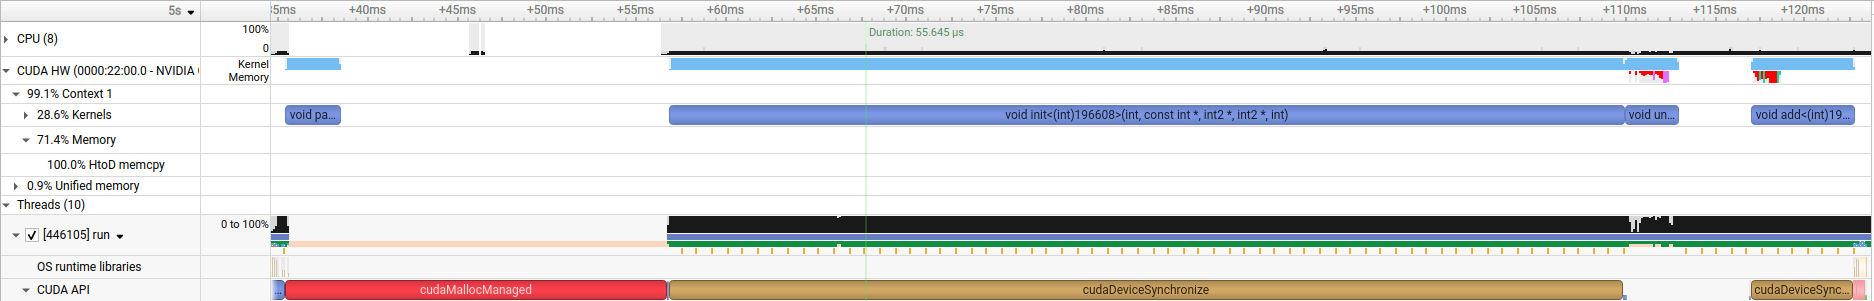 5s +35ms +40ms +45ms +50ms +55ms +60ms +65ms +70ms +75ms +80ms +85ms +90ms +95ms +100ms +105ms +110ms +115ms +120ms
CPU (8) 100%
0
Duration: 55.645 µs
CUDA HW (0000:22:00.0 - NVIDIA Kernel
Memory
99.1% Context 1
28.6% Kernels void pa... void init<(int)196608>(int, const int *, int2 *, int2 *, int) void un... void add<(int)19...
71.4% Memory
100.0% HtoD memcpy
0.9% Unified memory
Threads (10)
[446105] run 0 to 100%
OS runtime libraries
CUDA API ... cudaMallocManaged cudaDeviceSynchronize cudaDeviceSync...